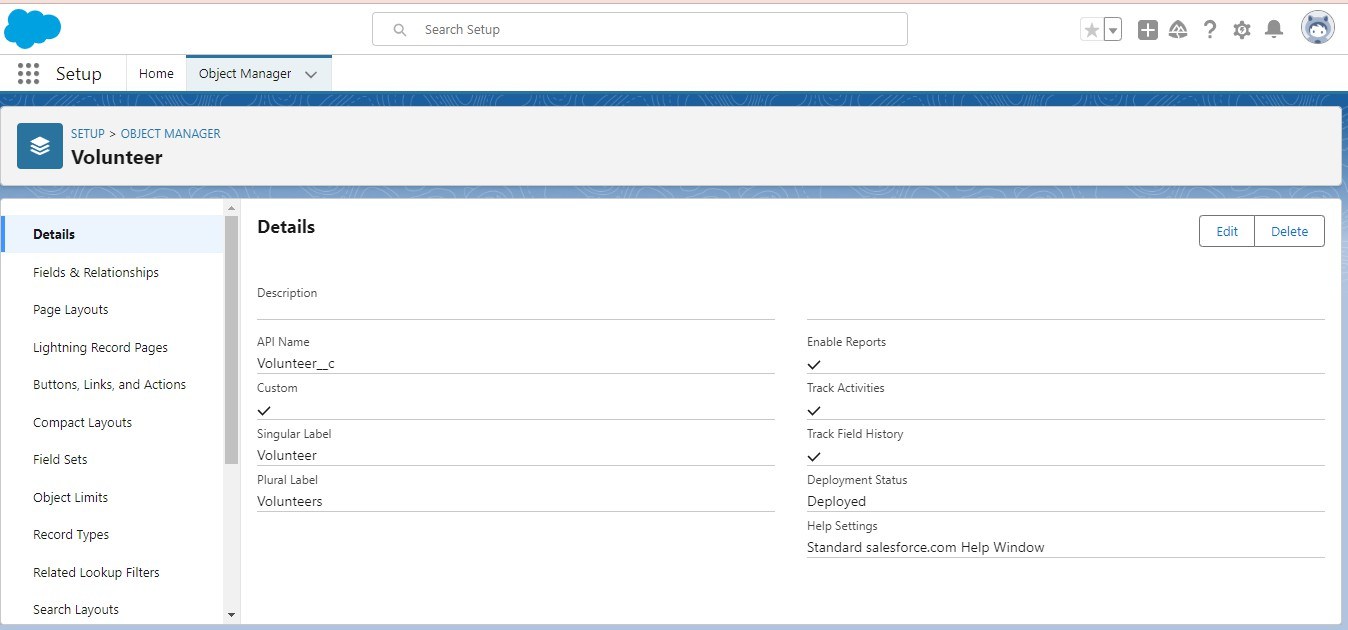 Search Setup
Setup
Home
Object Manager
SETUP > OBJECT MANAGER
Volunteer
Details
Fields & Relationships
Page Layouts
Lightning Record Pages
Buttons, Links, and Actions
Compact Layouts
Field Sets
Object Limits
Record Types
Related Lookup Filters
Search Layouts
Details
Edit
Delete
Description
API Name
Volunteer__c
Custom
Singular Label
Volunteer
Plural Label
Volunteers
Enable Reports
Track Activities
Track Field History
Deployment Status
Deployed
Help Settings
Standard salesforce.com Help Window